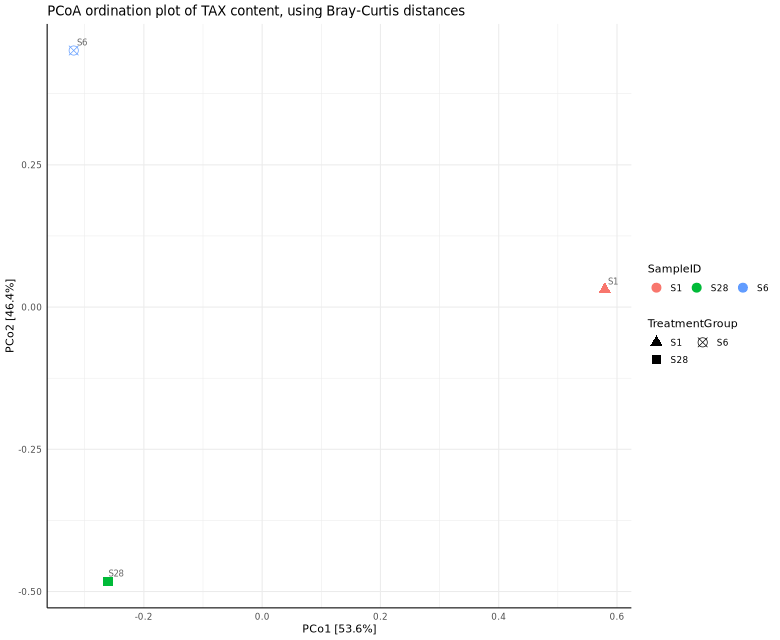 PCoA ordination plot of TAX content, using Bray-Curtis distances
S6
0.25
S1
0.00
PCo2 [46.4%]
-0.25
S28
-0.50
-0.2 0.0 0.2 0.4 0.6
PCo1 [53.6%]
SampleID
S1 S28 S6
TreatmentGroup
S1 S6
S28